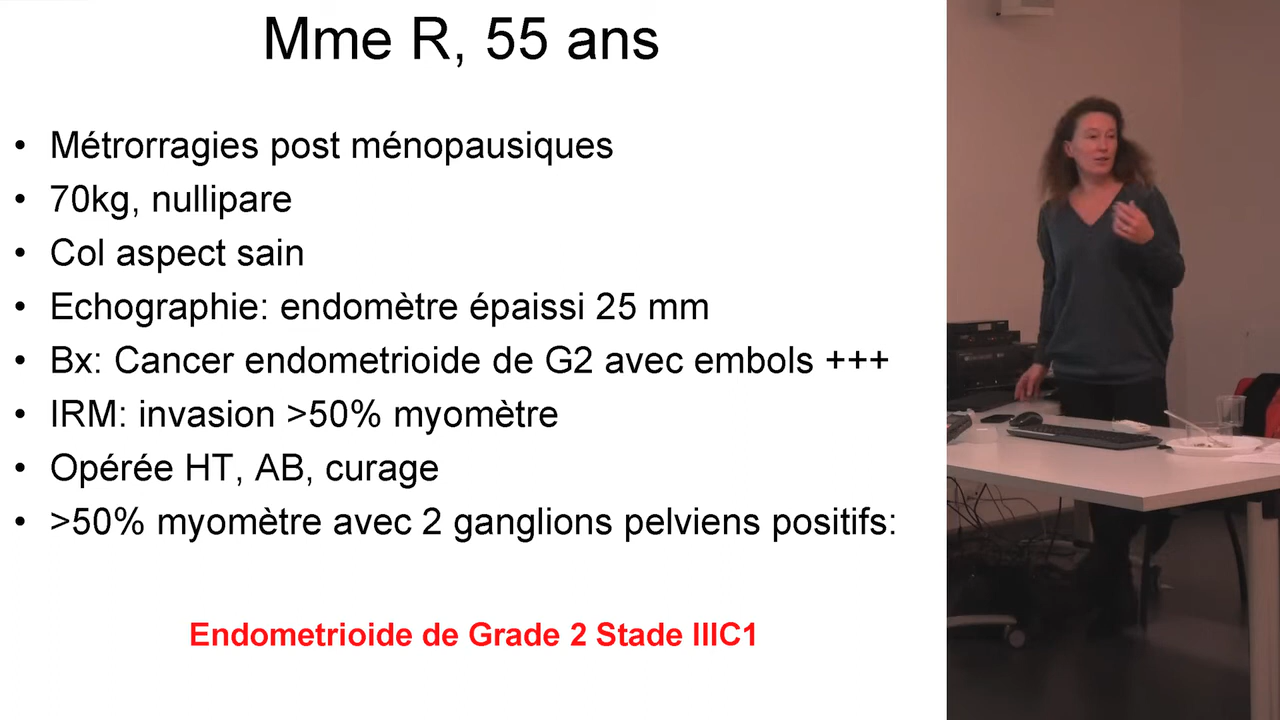 Mme R, 55 ans
• Métrorragies post ménopausiques
• 70kg, nullipare
• Col aspect sain
• Echographie: endomètre épaissi 25 mm
• Bx: Cancer endometrioide de G2 avec embols +++
• IRM: invasion >50% myomètre
• Opérée HT, AB, curage
• >50% myomètre avec 2 ganglions pelviens positifs:
Endometrioide de Grade 2 Stade IIIC1